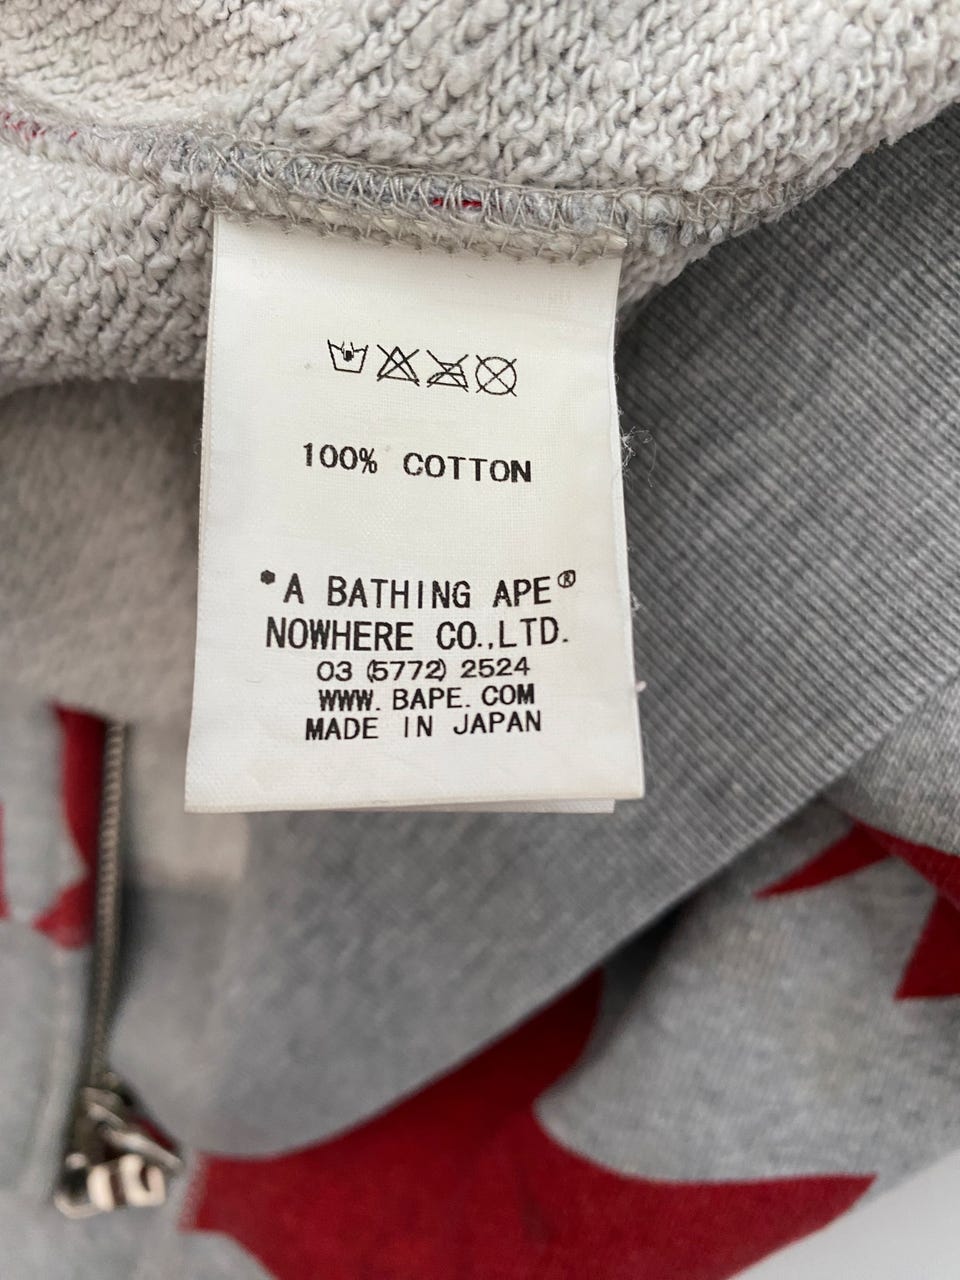 100% COTTON
*A BATHING APE®
NOWHERE CO.,LTD.
03 (5772) 2524
WWW. BAPE. COM
MADE IN JAPAN